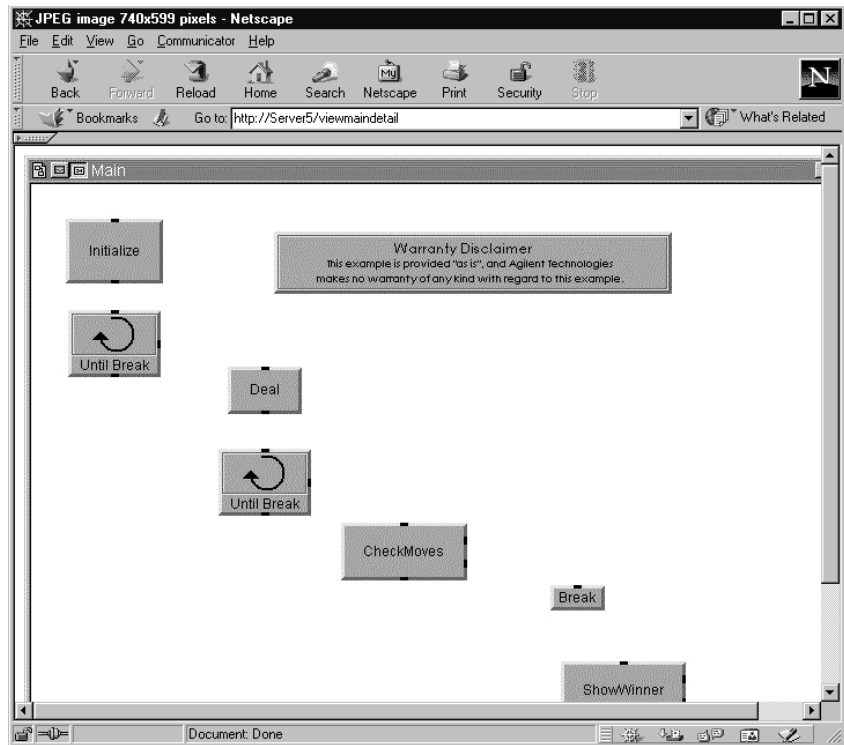 JPEG image 740x599 pixels - Netscape
File Edit View Go Communicator Help
Back Forward Reload Home Search Netscape Print Security Stop
My
N
Bookmarks Go to: http://Server5/viewmaindetail What's Related
Main
Initialize
Warranty Disclaimer
This example is provided "as is", and Agilent Technologies
makes no warranty of any kind with regard to this example.
Until Break
Deal
Until Break
CheckMoves
Break
ShowWinner
Document: Done